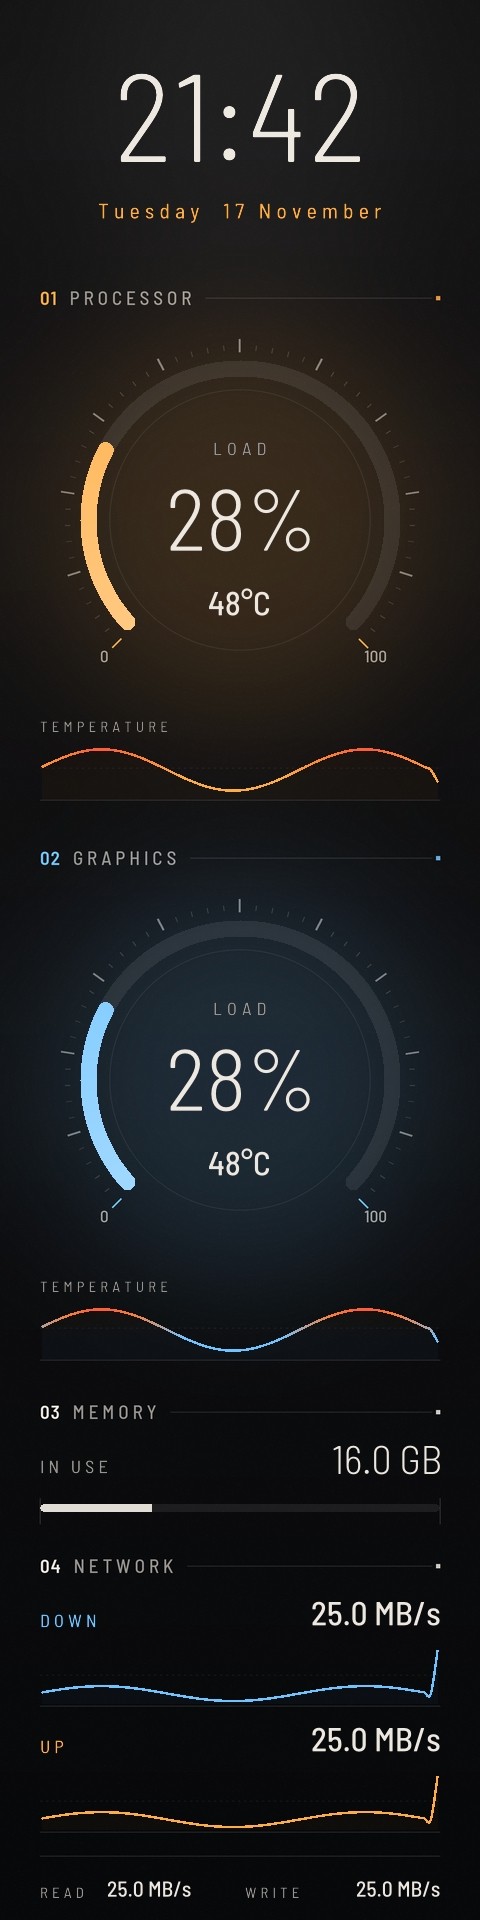 21:42
Tuesday 17 November
01 PROCESSOR
LOAD
28%
48°C
0 100
TEMPERATURE
02 GRAPHICS
LOAD
28%
48°C
0 100
TEMPERATURE
03 MEMORY
IN USE 16.0 GB
04 NETWORK
DOWN 25.0 MB/s
UP 25.0 MB/s
READ 25.0 MB/s WRITE 25.0 MB/s